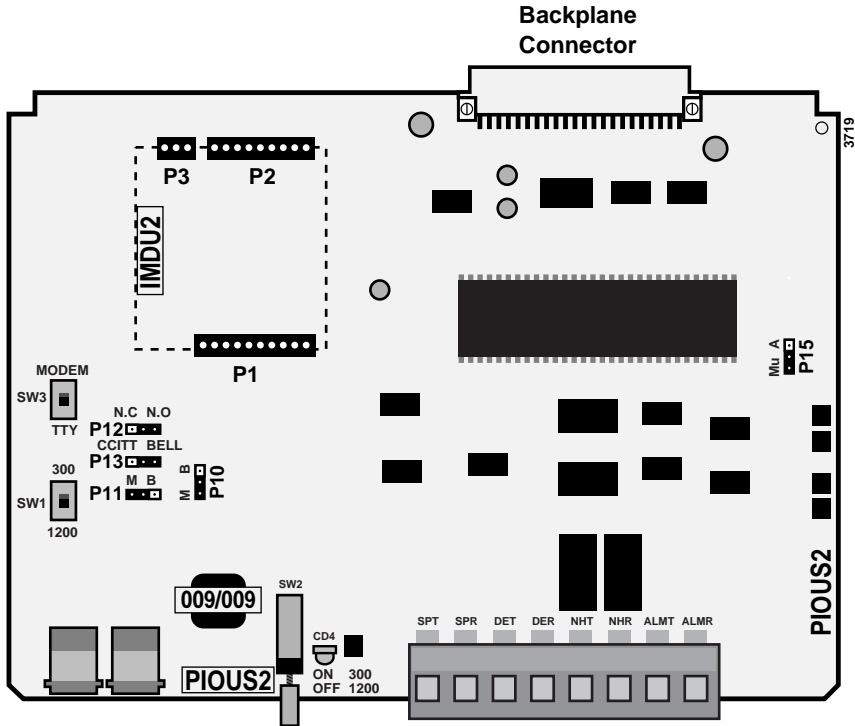 Backplane
Connector
3719
P3 P2
IMDU2
P1
MODEM
SW3
TTY
N.C N.O
P12
CCITT BELL
P13
M B
P11
300
SW1
1200
M B
P10
Mu A
P15
009/009
SW2
CD4
ON 300
OFF 1200
PIOUS2
SPT SPR DET DER NHT NHR ALMT ALMR
PIOUS2